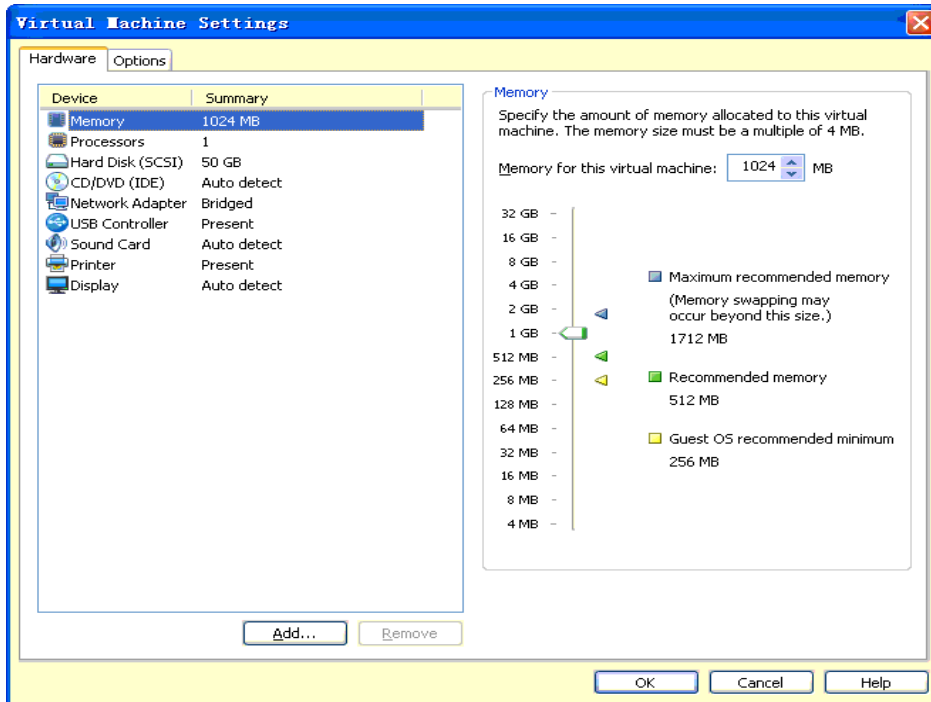 Virtual Machine Settings
Hardware
Options
Device Summary
Memory 1024 MB
Processors 1
Hard Disk (SCSI) 50 GB
CD/DVD (IDE) Auto detect
Network Adapter Bridged
USB Controller Present
Sound Card Auto detect
Printer Present
Display Auto detect
Add...
Remove
Memory
Specify the amount of memory allocated to this virtual
machine. The memory size must be a multiple of 4 MB.
Memory for this virtual machine: 1024 MB
32 GB
16 GB
8 GB
4 GB
2 GB
1 GB
512 MB
256 MB
128 MB
64 MB
32 MB
16 MB
8 MB
4 MB
Maximum recommended memory
(Memory swapping may
occur beyond this size.)
1712 MB
Recommended memory
512 MB
Guest OS recommended minimum
256 MB
OK
Cancel
Help